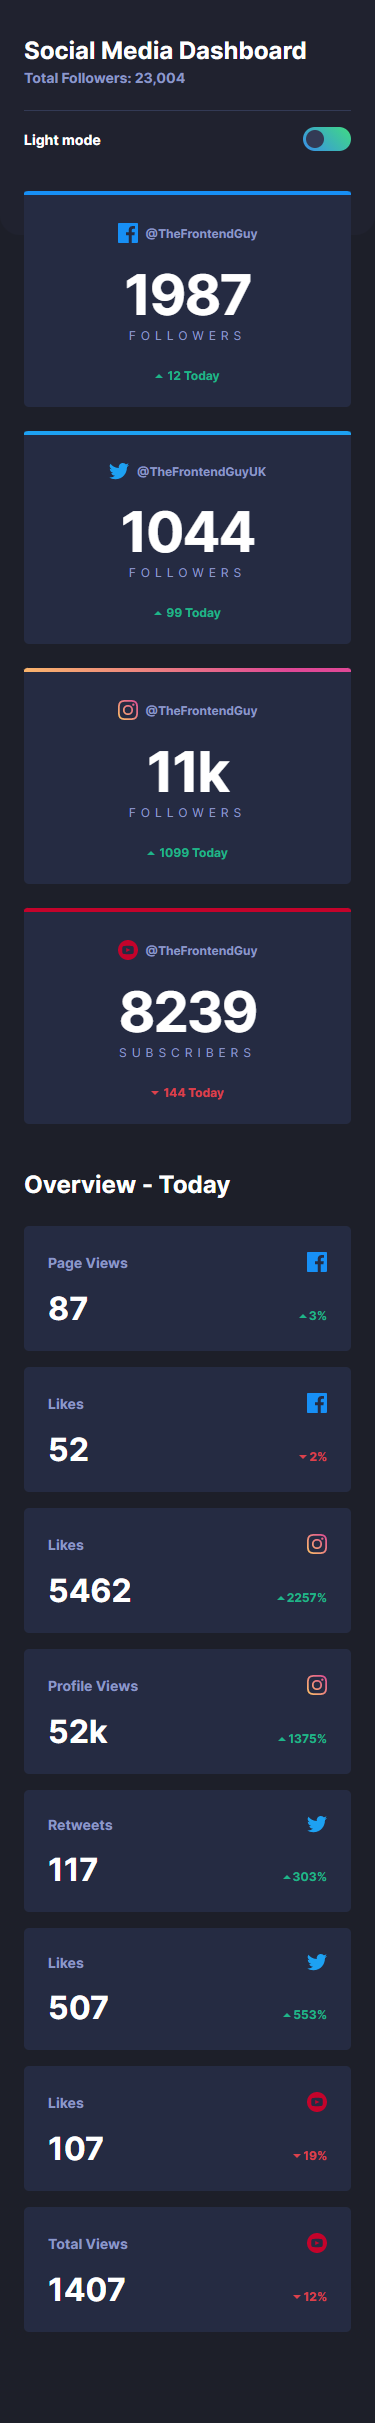 Social Media Dashboard
Total Followers: 23,004
Light mode
@TheFrontendGuy
1987
FOLLOWERS
12 Today
@TheFrontendGuyUK
1044
FOLLOWERS
99 Today
@TheFrontendGuy
11k
FOLLOWERS
1099 Today
@TheFrontendGuy
8239
SUBSCRIBERS
144 Today
Overview - Today
Page Views
87 3%
Likes
52 2%
Likes
5462 2257%
Profile Views
52k 1375%
Retweets
117 303%
Likes
507 553%
Likes
107 19%
Total Views
1407 12%